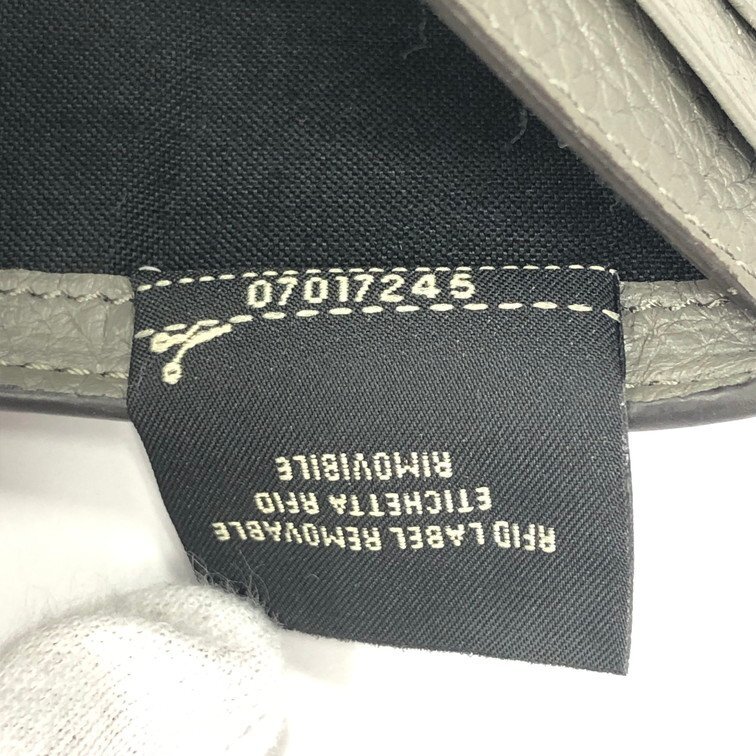 07017245
RFID LABEL REMOVABLE
ETICHETTA RFID
RIMOVIBILE